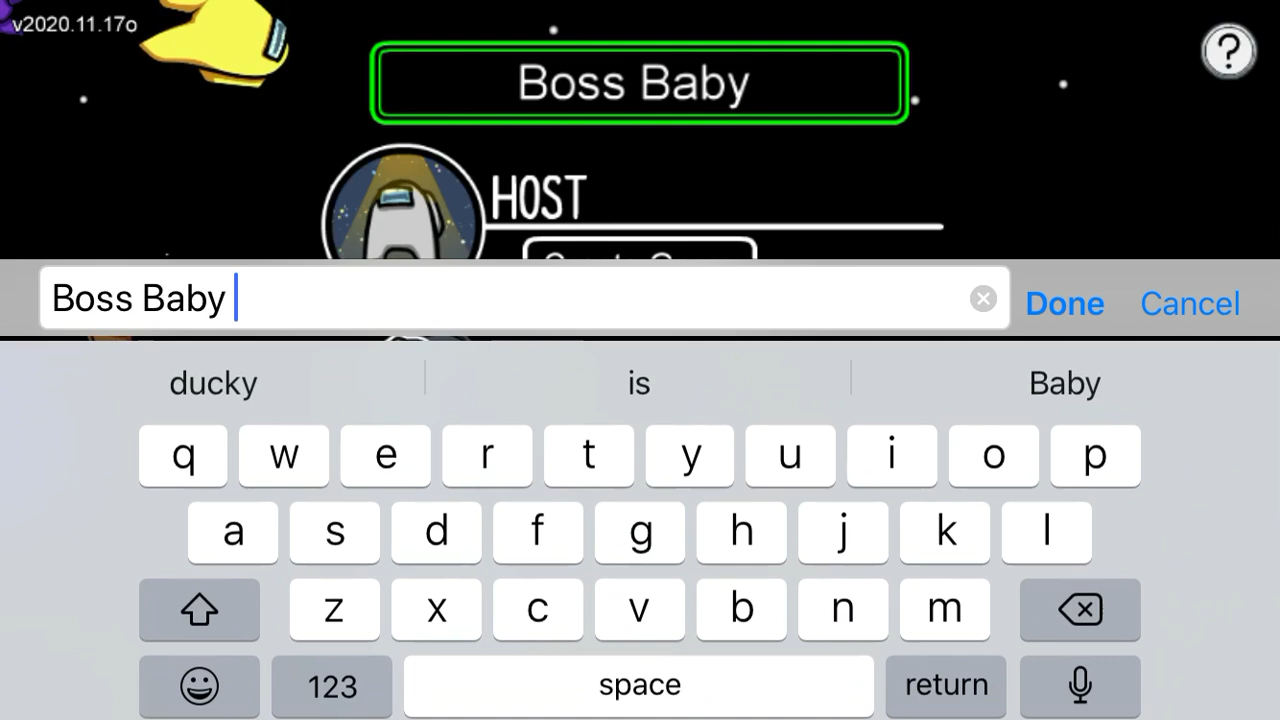 v2020.11.17o
?
Boss Baby
HOST
Boss Baby
Done Cancel
ducky is Baby
q w e r t y u i o p
a s d f g h j k l
z x c v b n m
123 space return